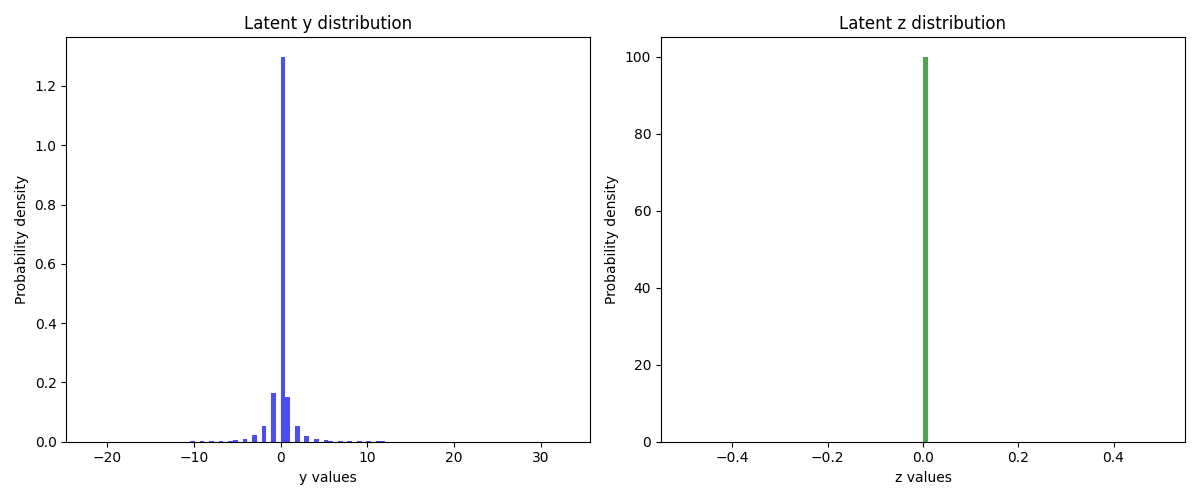 Latent y distribution
Probability density
1.2
1.0
0.8
0.6
0.4
0.2
0.0
−20 −10 0 10 20 30
y values
Latent z distribution
Probability density
100
80
60
40
20
0
−0.4 −0.2 0.0 0.2 0.4
z values